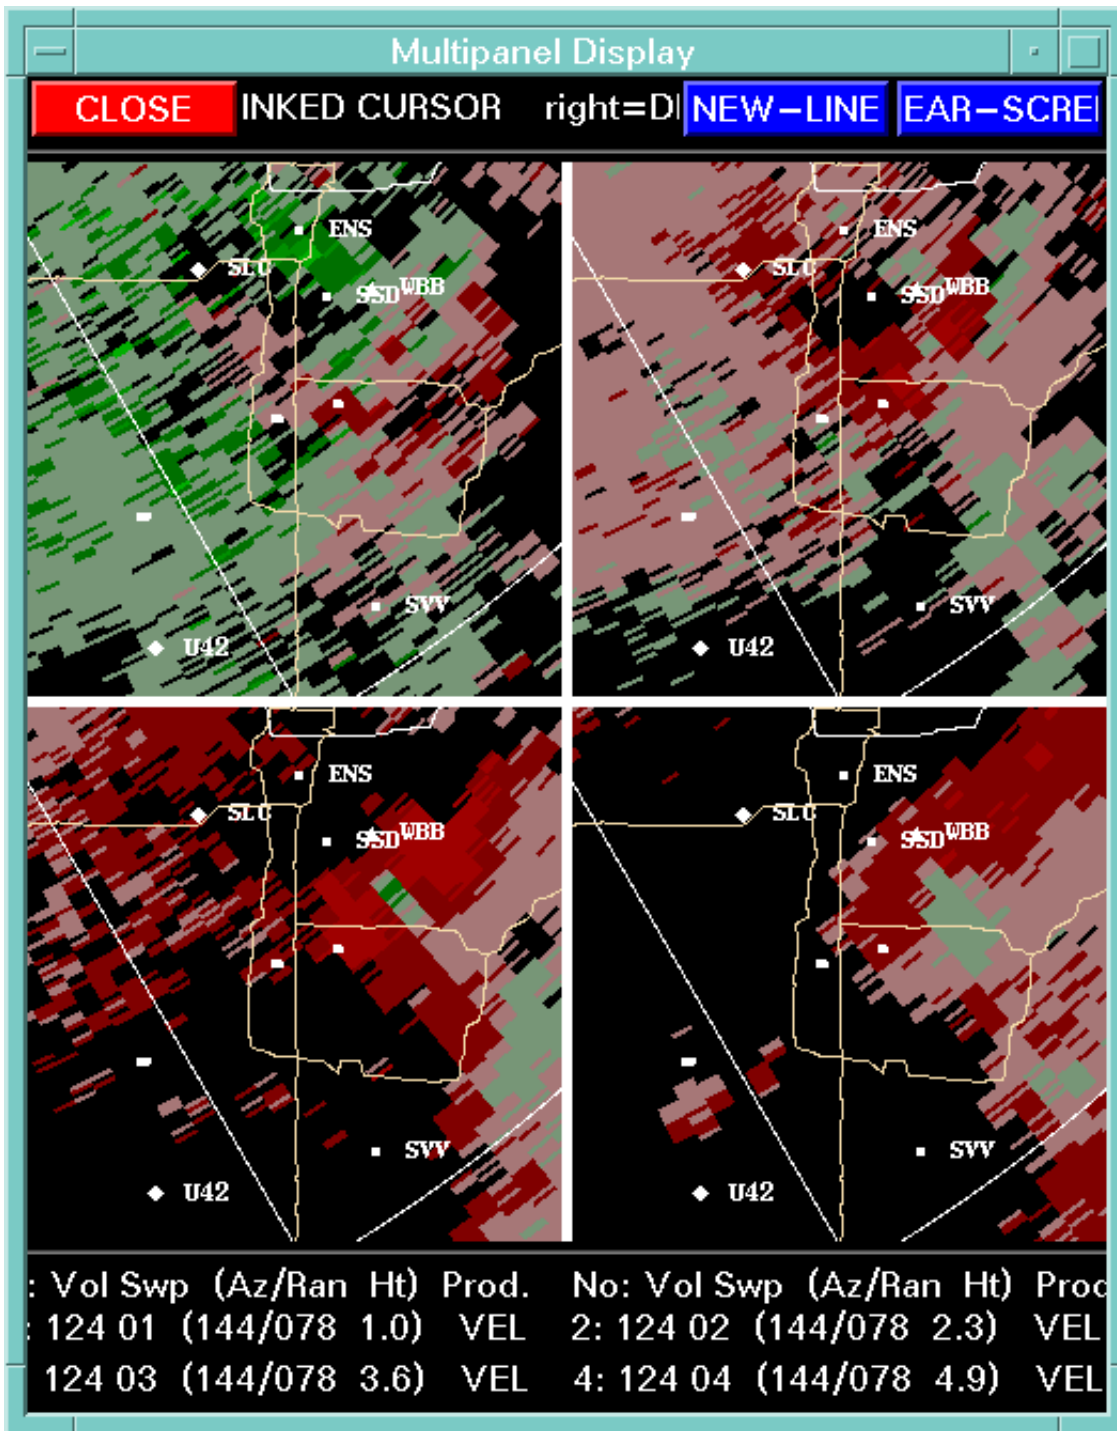 Multipanel Display
CLOSE INKED CURSOR right=DI NEW-LINE EAR-SCREI
ENS ENS
SLC SLC
SSD WBB SSD WBB
SVV SVV
U42 U42
ENS ENS
SLC SLC
SSD WBB SSD WBB
SVV SVV
U42 U42
: Vol Swp (Az/Ran Ht) Prod. No: Vol Swp (Az/Ran Ht) Prod
: 124 01 (144/078 1.0) VEL 2: 124 02 (144/078 2.3) VEL
124 03 (144/078 3.6) VEL 4: 124 04 (144/078 4.9) VEL